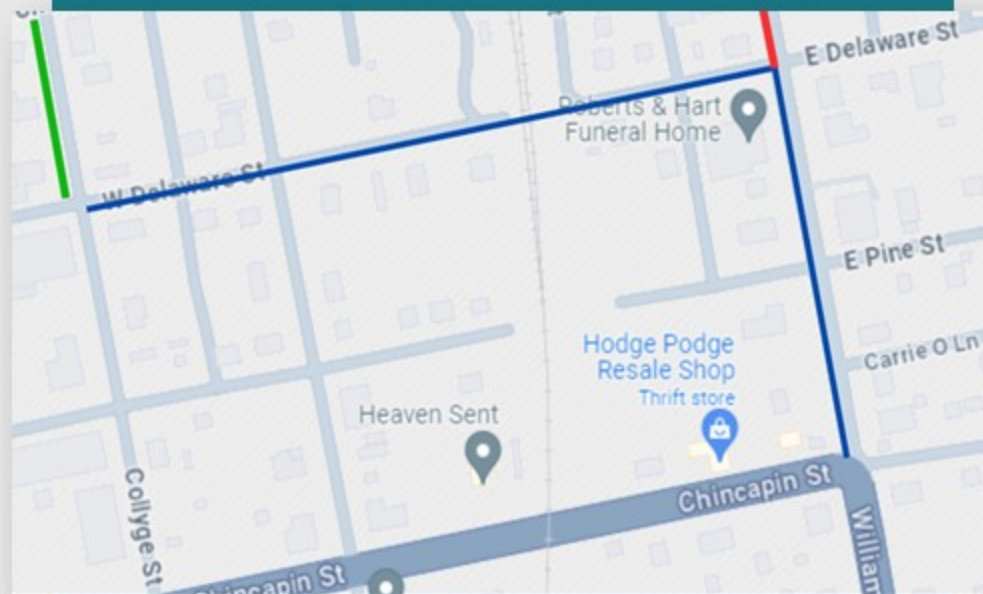 E Delaware St
Roberts & Hart
Funeral Home
W Delaware St
E Pine St
Hodge Podge
Resale Shop
Thrift store
Carrie O Ln
Heaven Sent
Chincapin St
Collyge St
William
Chincapin St